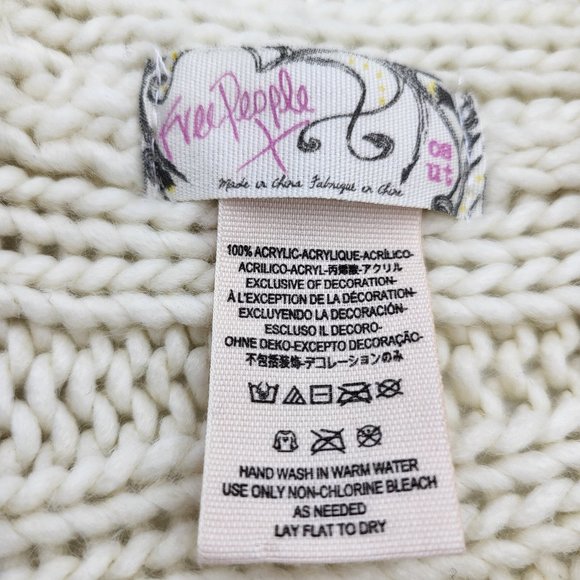 Free People
Made in China Fabriqué en Chine
OS
100% ACRYLIC-ACRYLIQUE-ACRÍLICO-
ACRILICO-ACRYL-丙烯酸-アクリル
EXCLUSIVE OF DECORATION-
À L'EXCEPTION DE LA DÉCORATION-
EXCLUYENDO LA DECORACIÓN-
ESCLUSO IL DECORO-
OHNE DEKO-EXCEPTO DECORAÇÃO-
不包括装饰-デコレーションのみ
HAND WASH IN WARM WATER
USE ONLY NON-CHLORINE BLEACH
AS NEEDED
LAY FLAT TO DRY